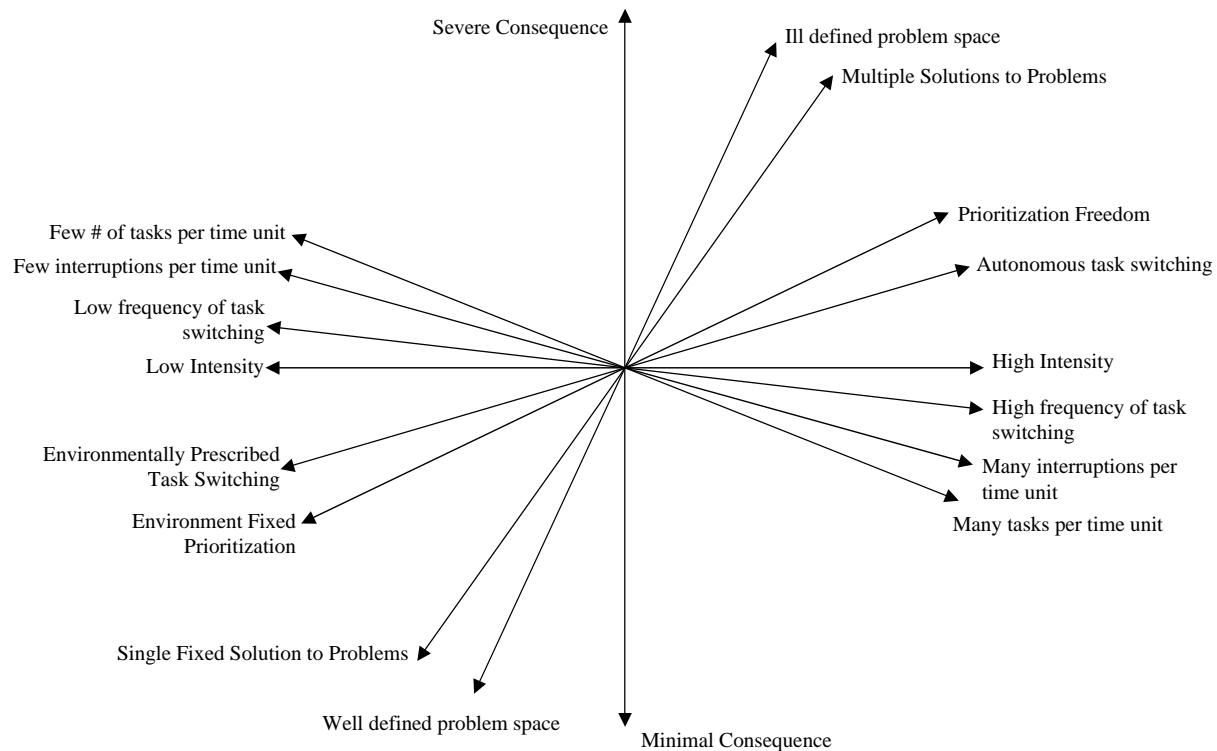 Severe Consequence
Ill defined problem space
Multiple Solutions to Problems
Prioritization Freedom
Few # of tasks per time unit
Few interruptions per time unit
Autonomous task switching
Low frequency of task
switching
Low Intensity
High Intensity
High frequency of task
switching
Environmentally Prescribed
Task Switching
Many interruptions per
time unit
Environment Fixed
Prioritization
Many tasks per time unit
Single Fixed Solution to Problems
Well defined problem space
Minimal Consequence